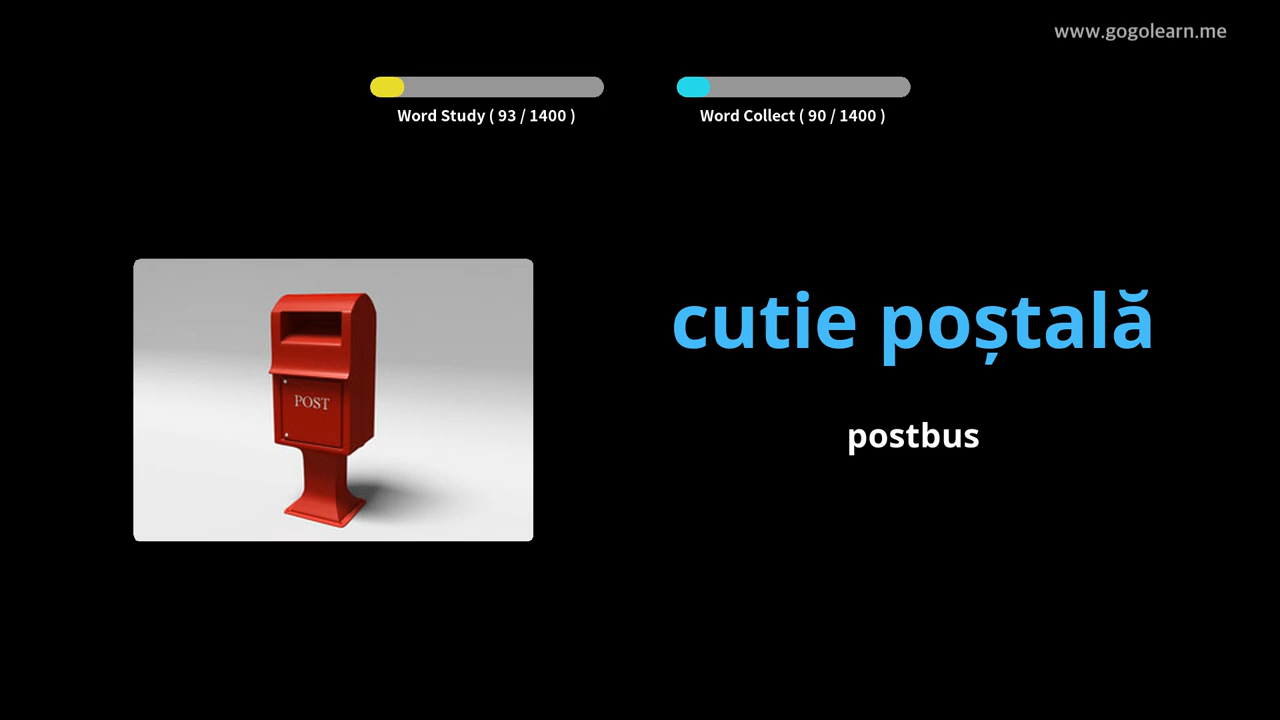 www.gogolearn.me
Word Study ( 93 / 1400 )
Word Collect ( 90 / 1400 )
POST
cutie poștală
postbus